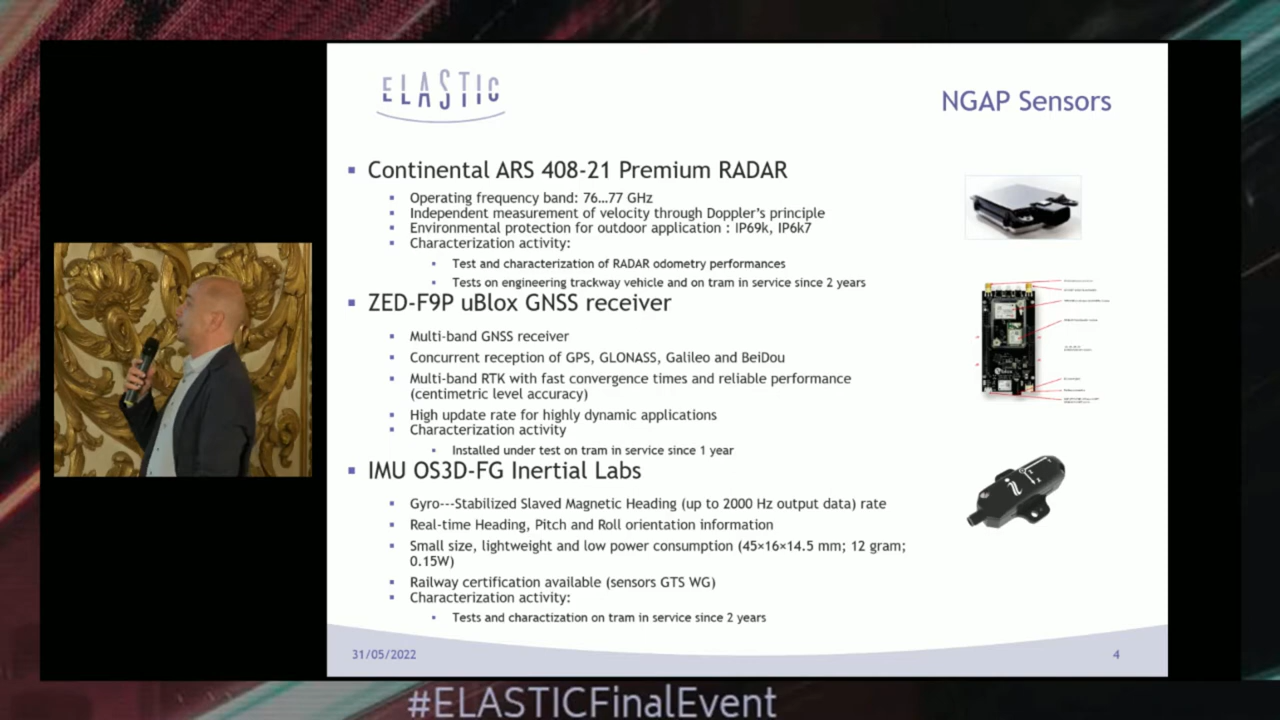 ELASTIC
NGAP Sensors
▪ Continental ARS 408-21 Premium RADAR
▪ Operating frequency band: 76…77 GHz
▪ Independent measurement of velocity through Doppler's principle
▪ Environmental protection for outdoor application : IP69k, IP6k7
▪ Characterization activity:
▪ Test and characterization of RADAR odometry performances
▪ Tests on engineering trackway vehicle and on tram in service since 2 years
▪ ZED-F9P uBlox GNSS receiver
▪ Multi-band GNSS receiver
▪ Concurrent reception of GPS, GLONASS, Galileo and BeiDou
▪ Multi-band RTK with fast convergence times and reliable performance
(centimetric level accuracy)
▪ High update rate for highly dynamic applications
▪ Characterization activity
▪ Installed under test on tram in service since 1 year
▪ IMU OS3D-FG Inertial Labs
▪ Gyro---Stabilized Slaved Magnetic Heading (up to 2000 Hz output data) rate
▪ Real-time Heading, Pitch and Roll orientation information
▪ Small size, lightweight and low power consumption (45×16×14.5 mm; 12 gram;
0.15W)
▪ Railway certification available (sensors GTS WG)
▪ Characterization activity:
▪ Tests and charactization on tram in service since 2 years
31/05/2022
4
#ELASTICFinalEvent